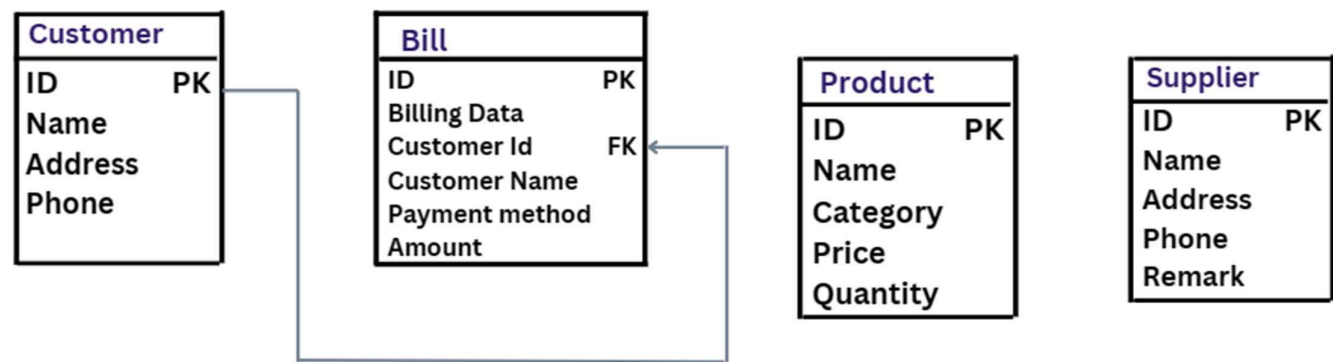 Customer
ID PK
Name
Address
Phone
Bill
ID PK
Billing Data
Customer Id FK
Customer Name
Payment method
Amount
Product
ID PK
Name
Category
Price
Quantity
Supplier
ID PK
Name
Address
Phone
Remark